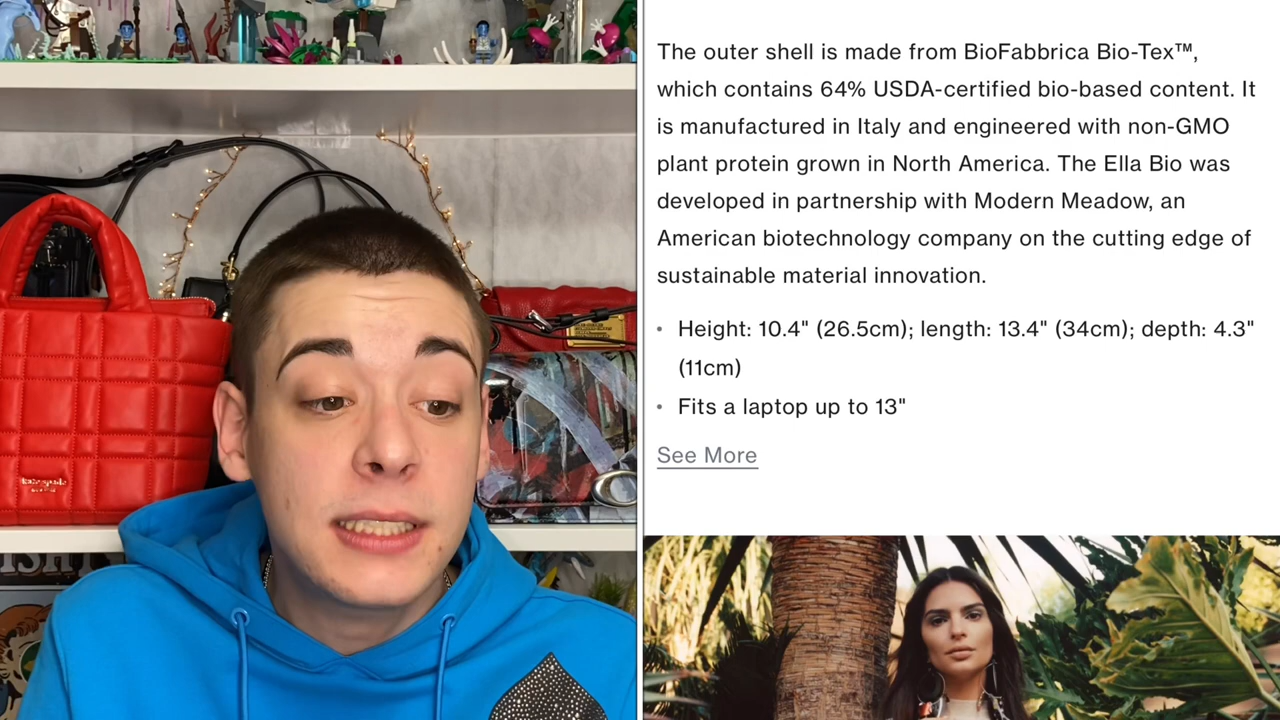 The outer shell is made from BioFabbrica Bio-Tex™,
which contains 64% USDA-certified bio-based content. It
is manufactured in Italy and engineered with non-GMO
plant protein grown in North America. The Ella Bio was
developed in partnership with Modern Meadow, an
American biotechnology company on the cutting edge of
sustainable material innovation.
• Height: 10.4" (26.5cm); length: 13.4" (34cm); depth: 4.3"
(11cm)
• Fits a laptop up to 13"
See More
kate spade